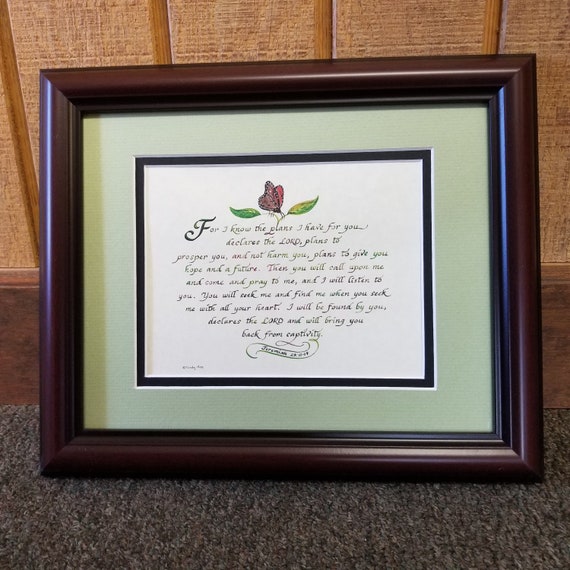 For I know the plans I have for you,
declares the LORD, plans to
prosper you, and not harm you, plans to give you
hope and a future. Then you will call upon me
and come and pray to me, and I will listen to
you. You will seek me and find me when you seek
me with all your heart. I will be found by you,
declares the LORD and will bring you
back from captivity.
Jeremiah 29:11-14